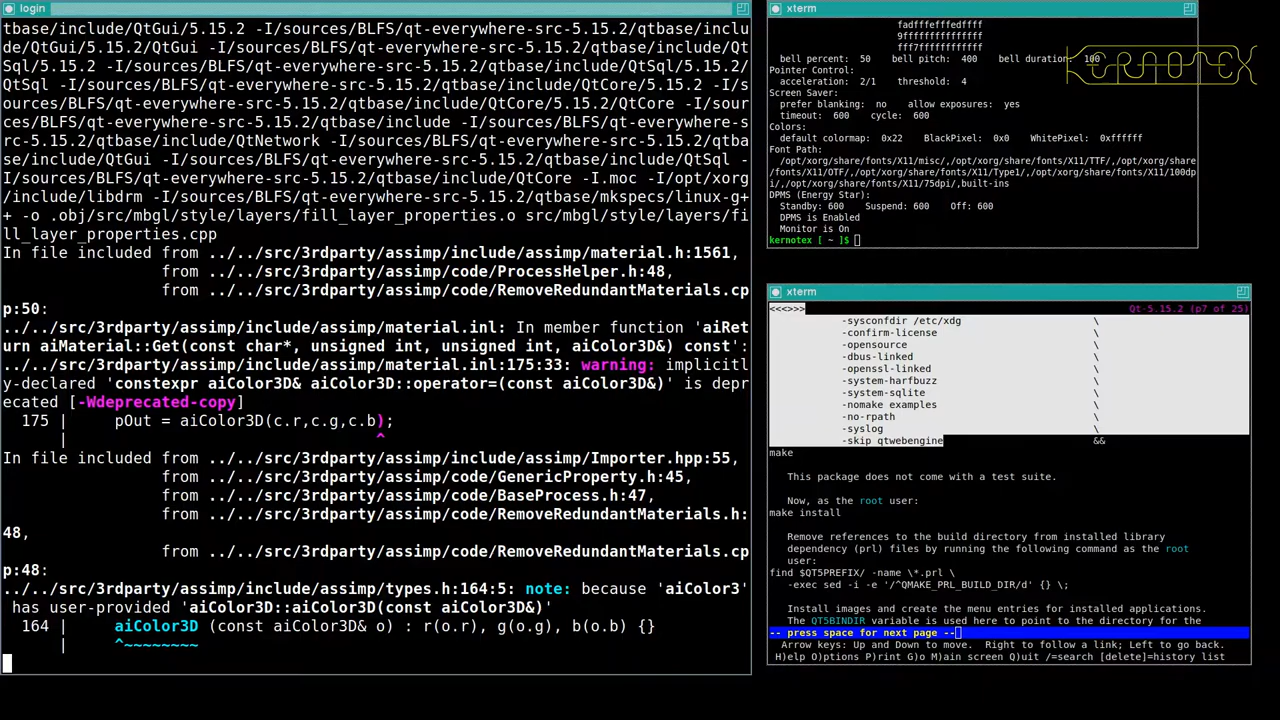 login
tbase/include/QtGui/5.15.2 -I/sources/BLFS/qt-everywhere-src-5.15.2/qtbase/inclu
de/QtGui/5.15.2/QtGui -I/sources/BLFS/qt-everywhere-src-5.15.2/qtbase/include/Qt
Sql/5.15.2 -I/sources/BLFS/qt-everywhere-src-5.15.2/qtbase/include/QtSql/5.15.2/
QtSql -I/sources/BLFS/qt-everywhere-src-5.15.2/qtbase/include/QtCore/5.15.2 -I/s
ources/BLFS/qt-everywhere-src-5.15.2/qtbase/include/QtCore/5.15.2/QtCore -I/sour
ces/BLFS/qt-everywhere-src-5.15.2/qtbase/include -I/sources/BLFS/qt-everywhere-s
rc-5.15.2/qtbase/include/QtNetwork -I/sources/BLFS/qt-everywhere-src-5.15.2/qtba
se/include/QtGui -I/sources/BLFS/qt-everywhere-src-5.15.2/qtbase/include/QtSql -
I/sources/BLFS/qt-everywhere-src-5.15.2/qtbase/include/QtCore -I.moc -I/opt/xorg
/include/libdrm -I/sources/BLFS/qt-everywhere-src-5.15.2/qtbase/mkspecs/linux-g+
+ -o .obj/src/mbgl/style/layers/fill_layer_properties.o src/mbgl/style/layers/fi
ll_layer_properties.cpp
In file included from ../../src/3rdparty/assimp/include/assimp/material.h:1561,
from ../../src/3rdparty/assimp/code/ProcessHelper.h:48,
from ../../src/3rdparty/assimp/code/RemoveRedundantMaterials.cp
p:50:
../../src/3rdparty/assimp/include/assimp/material.inl: In member function 'aiRet
urn aiMaterial::Get(const char*, unsigned int, unsigned int, aiColor3D&) const':
../../src/3rdparty/assimp/include/assimp/material.inl:175:33: warning: implicitl
y-declared 'constexpr aiColor3D& aiColor3D::operator=(const aiColor3D&)' is depr
ecated [-Wdeprecated-copy]
175 |     pOut = aiColor3D(c.r,c.g,c.b);
|                                 ^
In file included from ../../src/3rdparty/assimp/include/assimp/Importer.hpp:55,
from ../../src/3rdparty/assimp/code/GenericProperty.h:45,
from ../../src/3rdparty/assimp/code/BaseProcess.h:47,
from ../../src/3rdparty/assimp/code/RemoveRedundantMaterials.h:
48,
from ../../src/3rdparty/assimp/code/RemoveRedundantMaterials.cp
p:48:
../../src/3rdparty/assimp/include/assimp/types.h:164:5: note: because 'aiColor3'
has user-provided 'aiColor3D::aiColor3D(const aiColor3D&)'
164 |     aiColor3D (const aiColor3D& o) : r(o.r), g(o.g), b(o.b) {}
|     ^~~~~~~~~
xterm
fadfffefffedffff
9fffffffffffffff
fff7ffffffffffff
bell percent:  50    bell pitch:  400    bell duration:  100
Pointer Control:
acceleration:  2/1    threshold:  4
Screen Saver:
prefer blanking:  no    allow exposures:  yes
timeout:  600    cycle:  600
Colors:
default colormap:  0x22    BlackPixel:  0x0    WhitePixel:  0xffffff
Font Path:
/opt/xorg/share/fonts/X11/misc/,/opt/xorg/share/fonts/X11/TTF/,/opt/xorg/share
/fonts/X11/OTF/,/opt/xorg/share/fonts/X11/Type1/,/opt/xorg/share/fonts/X11/100dp
i/,/opt/xorg/share/fonts/X11/75dpi/,built-ins
DPMS (Energy Star):
Standby: 600    Suspend: 600    Off: 600
DPMS is Enabled
Monitor is On
kernotex [ ~ ]$
xterm
<<<>>> Qt-5.15.2 (p7 of 25)
-sysconfdir /etc/xdg \
-confirm-license \
-opensource \
-dbus-linked \
-openssl-linked \
-system-harfbuzz \
-system-sqlite \
-nomake examples \
-no-rpath \
-syslog \
-skip qtwebengine &&
make
This package does not come with a test suite.
Now, as the root user:
make install
Remove references to the build directory from installed library
dependency (prl) files by running the following command as the root
user:
find $QT5PREFIX/ -name \*.prl \
-exec sed -i -e '/^QMAKE_PRL_BUILD_DIR/d' {} \;
Install images and create the menu entries for installed applications.
The QT5BINDIR variable is used here to point to the directory for the
-- press space for next page --
Arrow keys: Up and Down to move.  Right to follow a link; Left to go back.
H)elp O)ptions P)rint G)o M)ain screen Q)uit /=search [delete]=history list